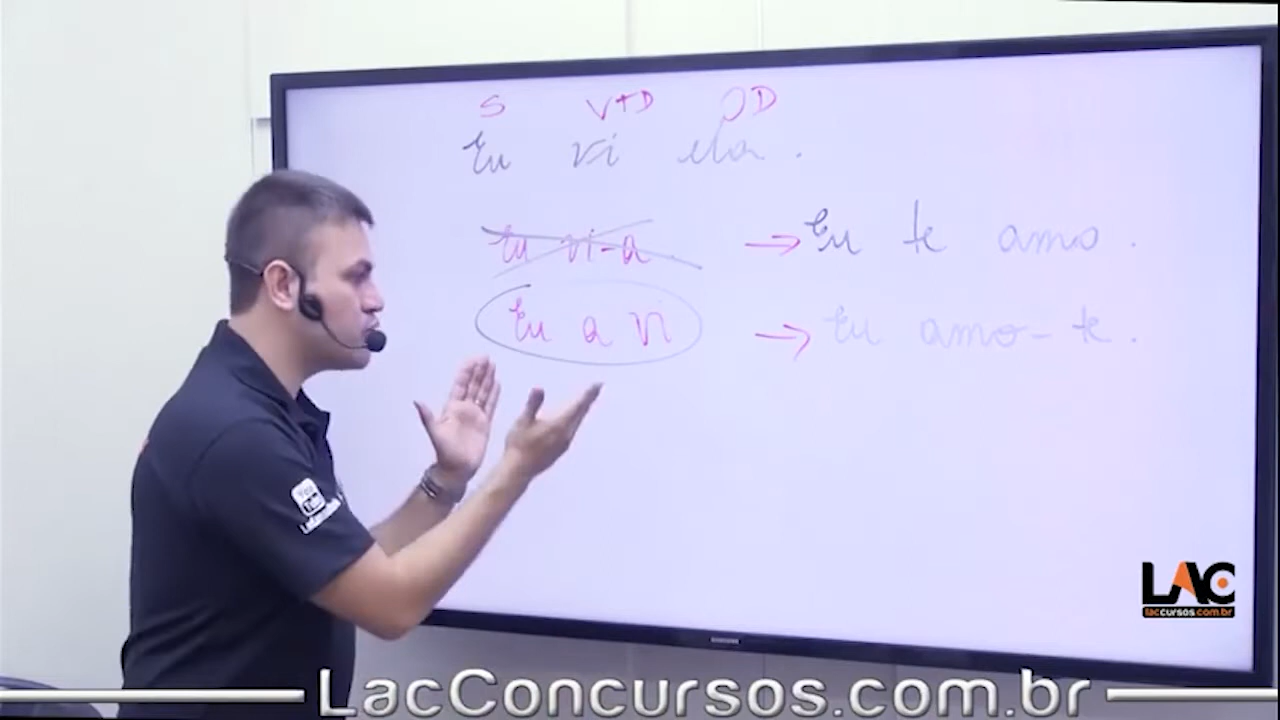 S VTD OD
Eu vi ela.
Eu vi-a → Eu te amo.
Eu a vi → Eu amo-te.
LAC
laccursos.com.br
LacConcursos.com.br